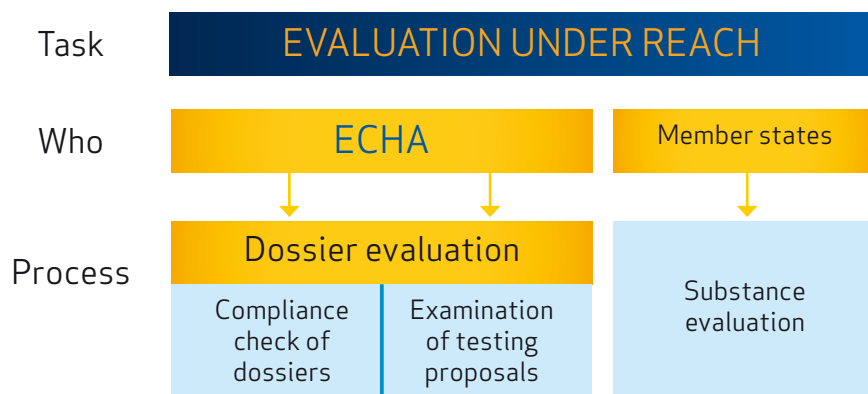 Task
EVALUATION UNDER REACH
Who
ECHA
Member states
Process
Dossier evaluation
Compliance
check of
dossiers
Examination
of testing
proposals
Substance
evaluation